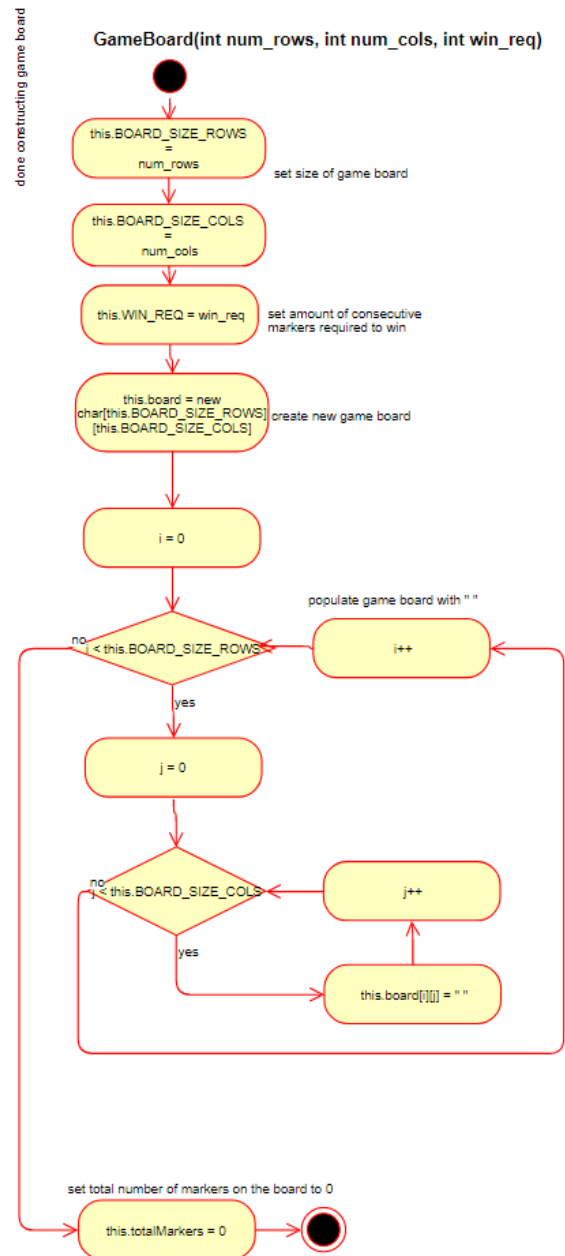 GameBoard(int num_rows, int num_cols, int win_req)
done constructing game board
this.BOARD_SIZE_ROWS
=
num_rows
set size of game board
this.BOARD_SIZE_COLS
=
num_cols
this.WIN_REQ = win_req
set amount of consecutive
markers required to win
this.board = new
char[this.BOARD_SIZE_ROWS]
[this.BOARD_SIZE_COLS]
create new game board
i = 0
populate game board with " "
no
i < this.BOARD_SIZE_ROWS
i++
yes
j = 0
no
j < this.BOARD_SIZE_COLS
j++
yes
this.board[i][j] = " "
set total number of markers on the board to 0
this.totalMarkers = 0